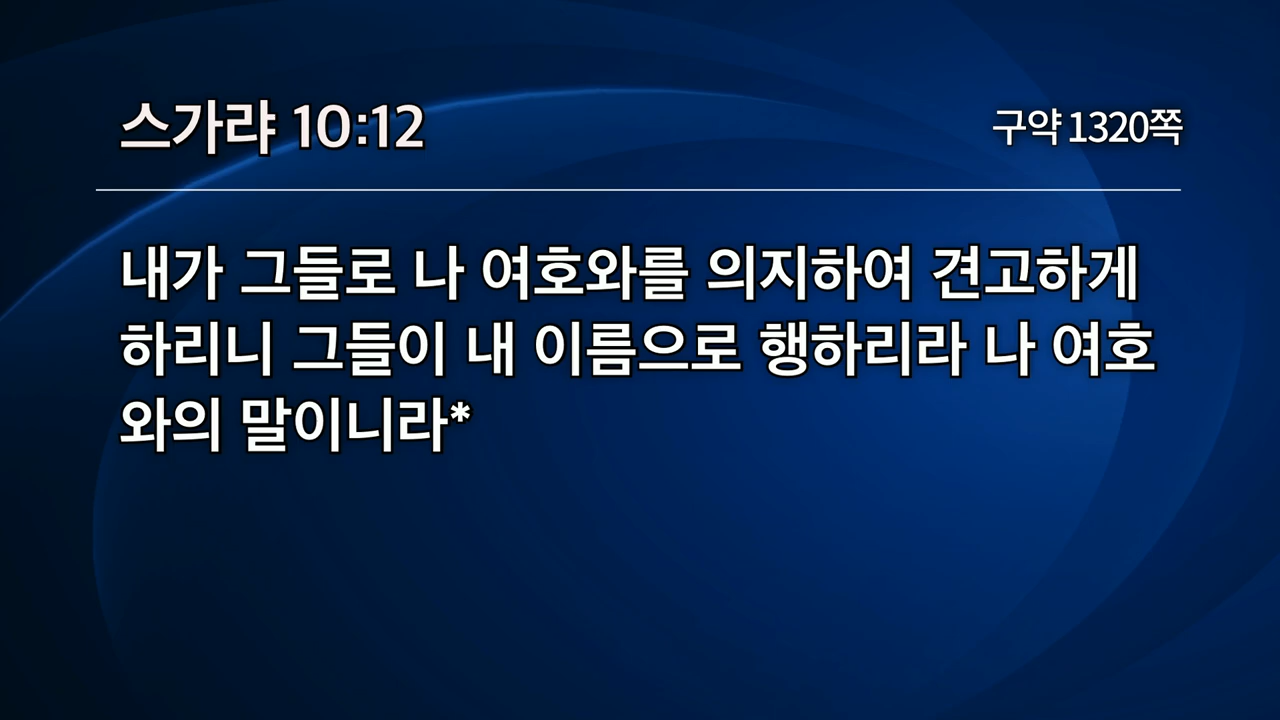 스가랴 10:12
구약 1320쪽
내가 그들로 나 여호와를 의지하여 견고하게
하리니 그들이 내 이름으로 행하리라 나 여호
와의 말이니라*